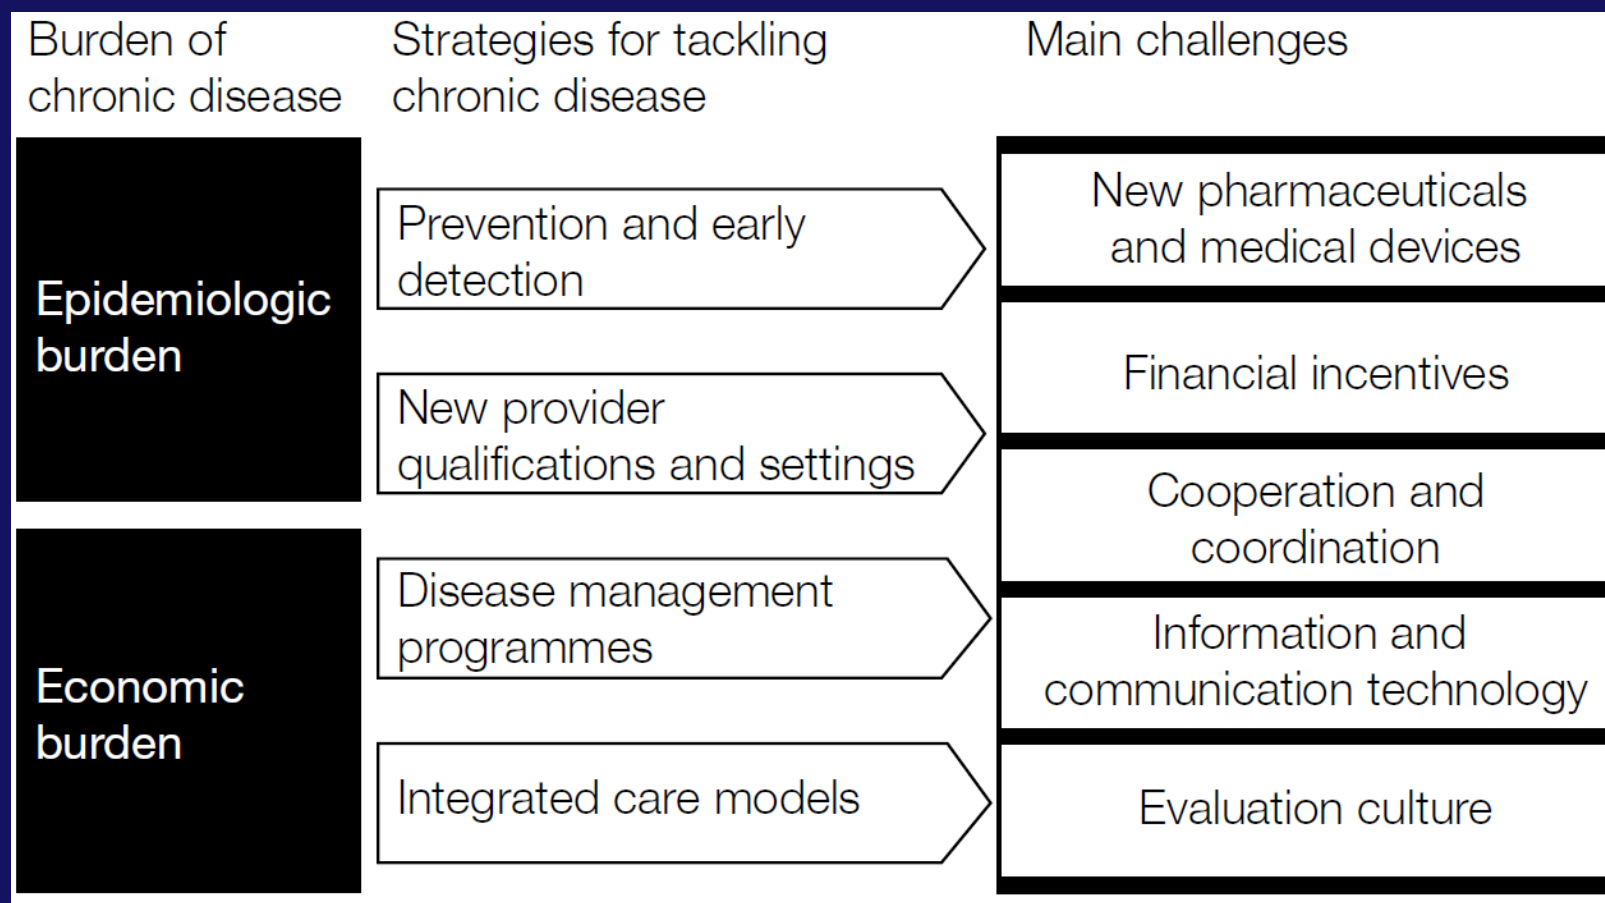 Burden of
chronic disease
Strategies for tackling
chronic disease
Main challenges
Epidemiologic
burden
Economic
burden
Prevention and early
detection
New provider
qualifications and settings
Disease management
programmes
Integrated care models
New pharmaceuticals
and medical devices
Financial incentives
Cooperation and
coordination
Information and
communication technology
Evaluation culture